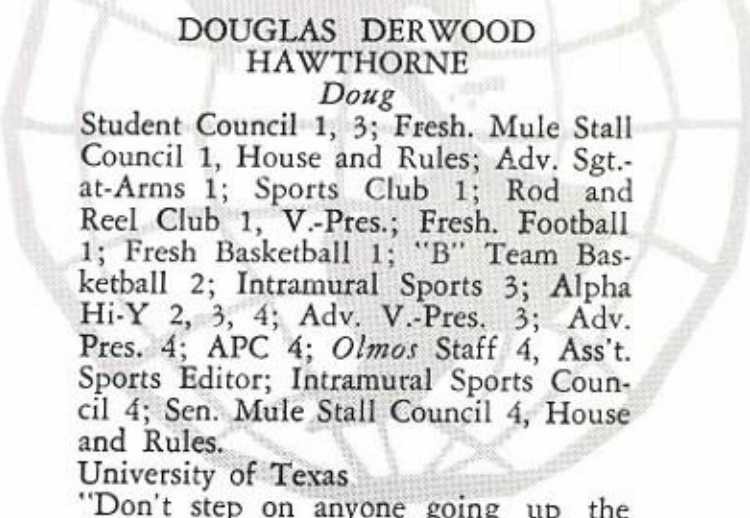 DOUGLAS DERWOOD
HAWTHORNE
Doug
Student Council 1, 3; Fresh. Mule Stall
Council 1, House and Rules; Adv. Sgt.-
at-Arms 1; Sports Club 1; Rod and
Reel Club 1, V.-Pres.; Fresh. Football
1; Fresh Basketball 1; "B" Team Bas-
ketball 2; Intramural Sports 3; Alpha
Hi-Y 2, 3, 4; Adv. V.-Pres. 3; Adv.
Pres. 4; APC 4; Olmos Staff 4, Ass't.
Sports Editor; Intramural Sports Coun-
cil 4; Sen. Mule Stall Council 4, House
and Rules.
University of Texas
"Don't step on anyone going up the